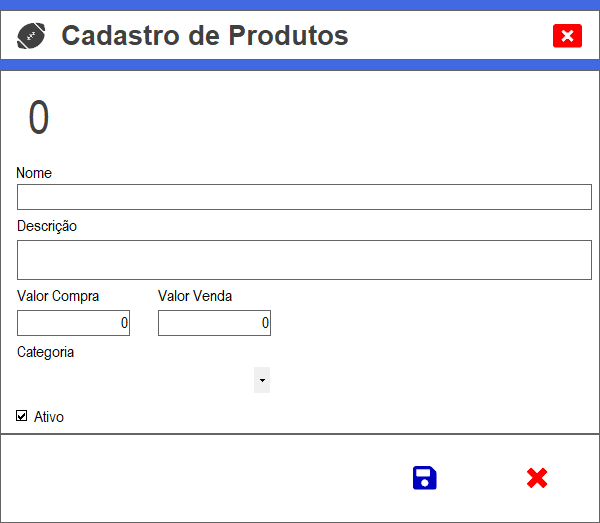 Cadastro de Produtos
0
Nome
Descrição
Valor Compra Valor Venda
0 0
Categoria
Ativo